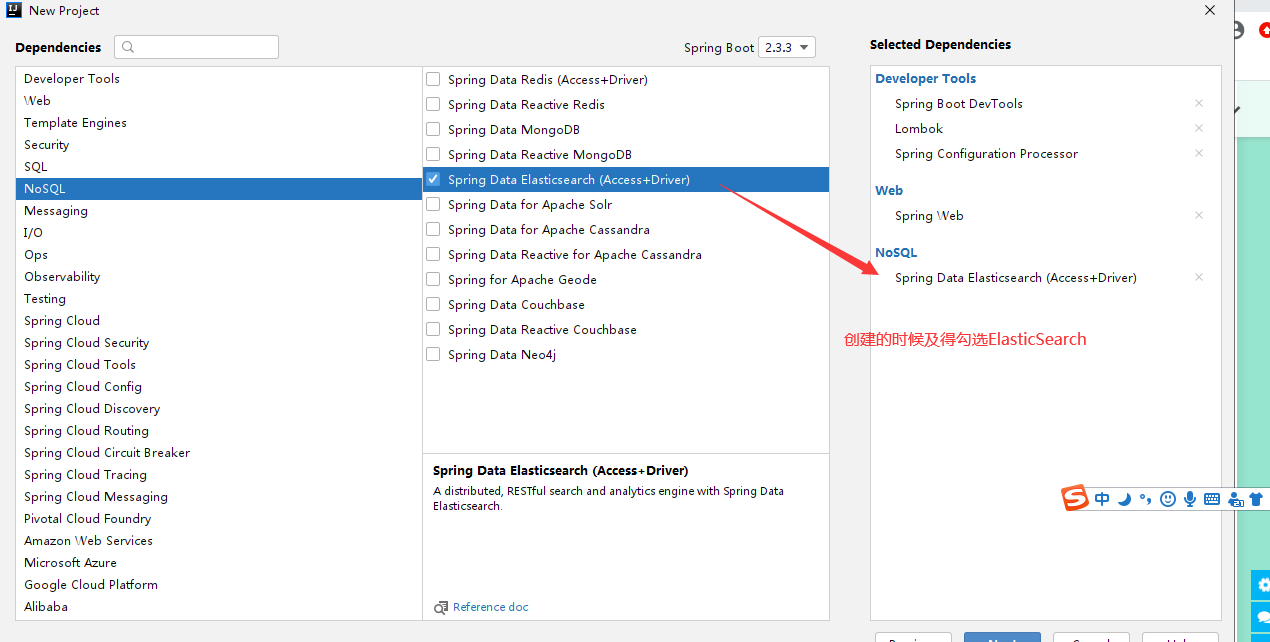 New Project
Dependencies
Spring Boot 2.3.3
Developer Tools
Web
Template Engines
Security
SQL
NoSQL
Messaging
I/O
Ops
Observability
Testing
Spring Cloud
Spring Cloud Security
Spring Cloud Tools
Spring Cloud Config
Spring Cloud Discovery
Spring Cloud Routing
Spring Cloud Circuit Breaker
Spring Cloud Tracing
Spring Cloud Messaging
Pivotal Cloud Foundry
Amazon Web Services
Microsoft Azure
Google Cloud Platform
Alibaba
Spring Data Redis (Access+Driver)
Spring Data Reactive Redis
Spring Data MongoDB
Spring Data Reactive MongoDB
Spring Data Elasticsearch (Access+Driver)
Spring Data for Apache Solr
Spring Data for Apache Cassandra
Spring Data Reactive for Apache Cassandra
Spring for Apache Geode
Spring Data Couchbase
Spring Data Reactive Couchbase
Spring Data Neo4j
Spring Data Elasticsearch (Access+Driver)
A distributed, RESTful search and analytics engine with Spring Data
Elasticsearch.
Reference doc
Selected Dependencies
Developer Tools
Spring Boot DevTools
Lombok
Spring Configuration Processor
Web
Spring Web
NoSQL
Spring Data Elasticsearch (Access+Driver)
创建的时候及得勾选ElasticSearch
中